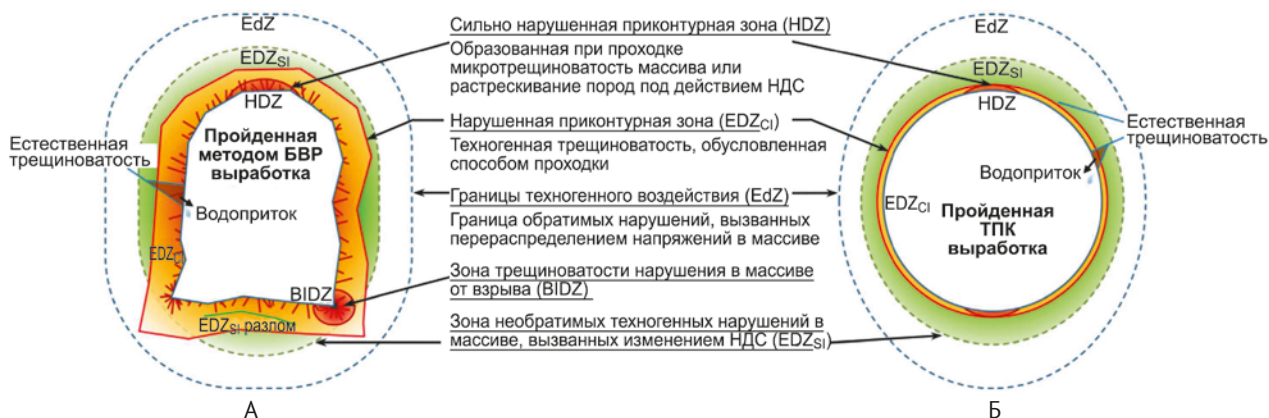 EdZ
EDZSI
HDZ
Пройденная
методом БВР
выработка
Естественная
трещиноватость
Водоприток
EDZCI
BIDZ
EDZSI разлом
А
Сильно нарушенная приконтурная зона (HDZ)
Образованная при проходке
микротрещиноватость массива или
растрескивание пород под действием НДС
Нарушенная приконтурная зона (EDZCI)
Техногенная трещиноватость, обусловленная
способом проходки
Границы техногенного воздействия (EdZ)
Граница обратимых нарушений, вызванных
перераспределением напряжений в массиве
Зона трещиноватости нарушения в массиве
от взрыва (BIDZ)
Зона необратимых техногенных нарушений в
массиве, вызванных изменением НДС (EDZSI)
EdZ
EDZSI
HDZ
Естественная
трещиноватость
Водоприток
EDZCI
Пройденная
ТПК
выработка
Б